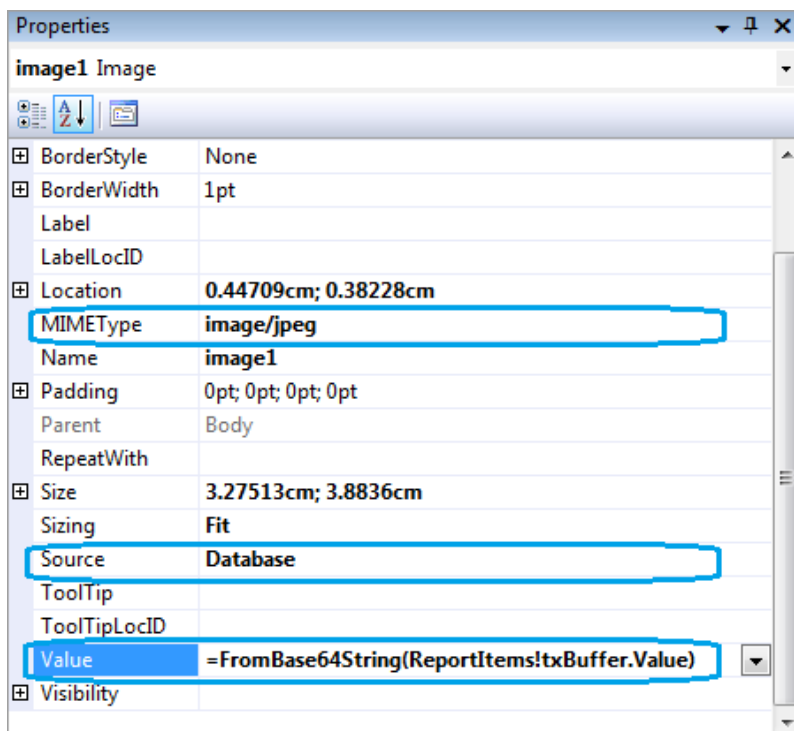 Properties
image1 Image
BorderStyle None
BorderWidth 1pt
Label
LabelLocID
Location 0.44709cm; 0.38228cm
MIMEType image/jpeg
Name image1
Padding 0pt; 0pt; 0pt; 0pt
Parent Body
RepeatWith
Size 3.27513cm; 3.8836cm
Sizing Fit
Source Database
ToolTip
ToolTipLocID
Value =FromBase64String(ReportItems!txBuffer.Value)
Visibility